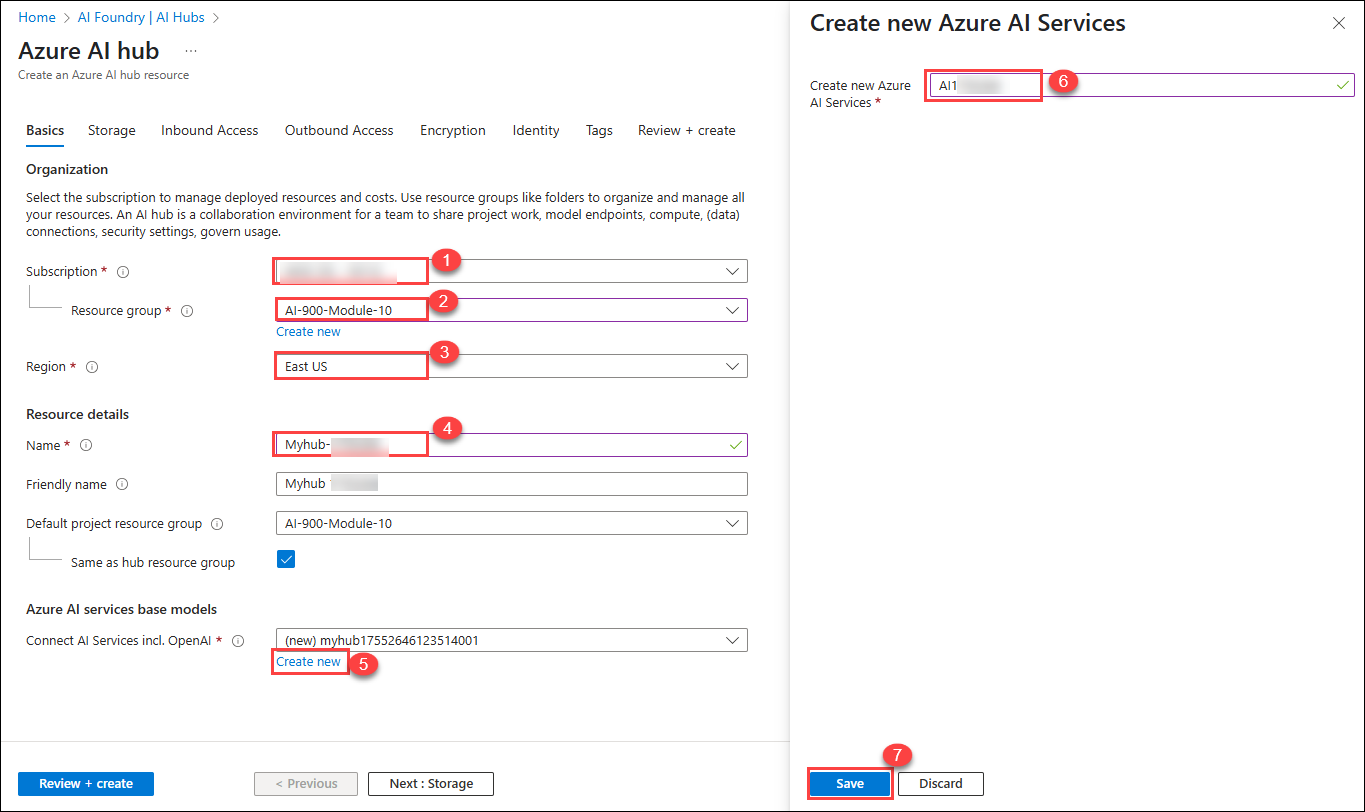 Home > AI Foundry | AI Hubs >
Azure AI hub ...
Create an Azure AI hub resource
Basics Storage Inbound Access Outbound Access Encryption Identity Tags Review + create
Organization
Select the subscription to manage deployed resources and costs. Use resource groups like folders to organize and manage all
your resources. An AI hub is a collaboration environment for a team to share project work, model endpoints, compute, (data)
connections, security settings, govern usage.
Subscription *
1
Resource group * AI-900-Module-10
2
Create new
Region * East US
3
Resource details
Name * Myhub-
4
Friendly name Myhub
Default project resource group AI-900-Module-10
Same as hub resource group
Azure AI services base models
Connect AI Services incl. OpenAI * (new) myhub17552646123514001
Create new
5
Review + create < Previous Next : Storage
Create new Azure AI Services
Create new Azure
AI Services *
AI1
6
7
Save Discard